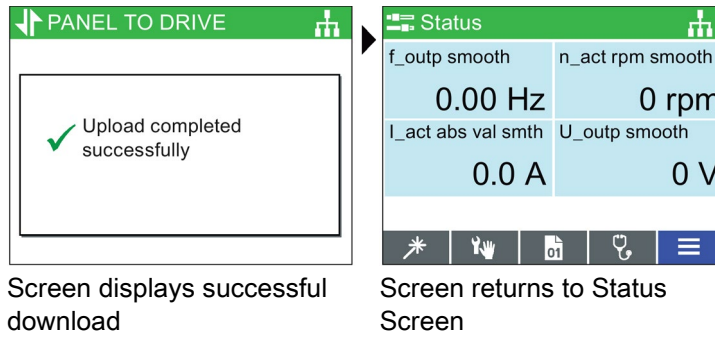 PANEL TO DRIVE
Upload completed
successfully
Screen displays successful
download
Status
f_outp smooth
n_act rpm smooth
0.00 Hz
0 rpm
I_act abs val smth
U_outp smooth
0.0 A
0 V
01
Screen returns to Status
Screen